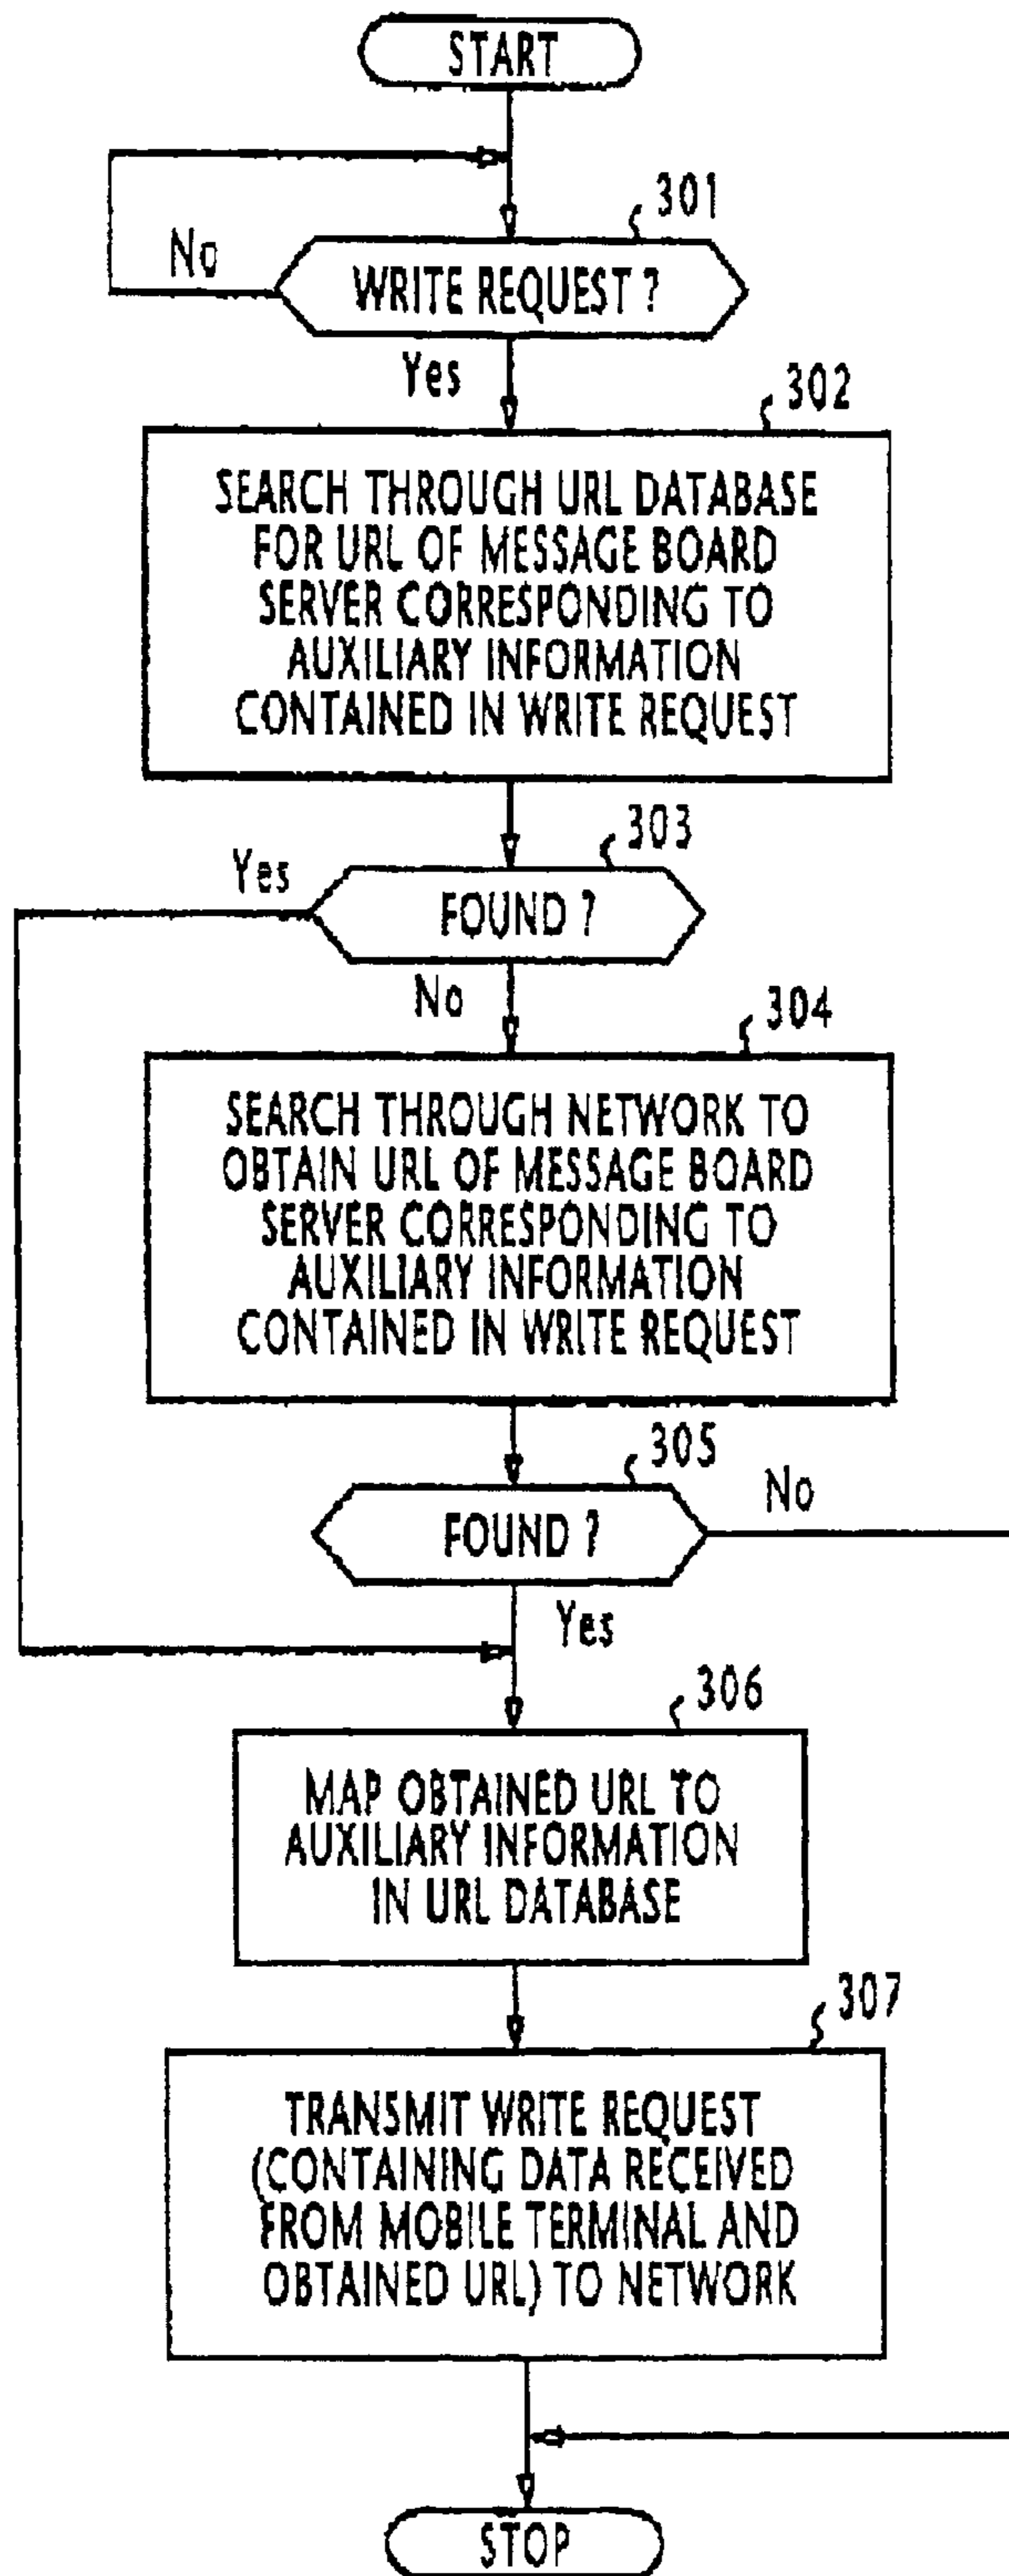 START
301
No
WRITE REQUEST ?
Yes
302
SEARCH THROUGH URL DATABASE
FOR URL OF MESSAGE BOARD
SERVER CORRESPONDING TO
AUXILIARY INFORMATION
CONTAINED IN WRITE REQUEST
303
Yes
FOUND ?
No
304
SEARCH THROUGH NETWORK TO
OBTAIN URL OF MESSAGE BOARD
SERVER CORRESPONDING TO
AUXILIARY INFORMATION
CONTAINED IN WRITE REQUEST
305
No
FOUND ?
Yes
306
MAP OBTAINED URL TO
AUXILIARY INFORMATION
IN URL DATABASE
307
TRANSMIT WRITE REQUEST
(CONTAINING DATA RECEIVED
FROM MOBILE TERMINAL AND
OBTAINED URL) TO NETWORK
STOP